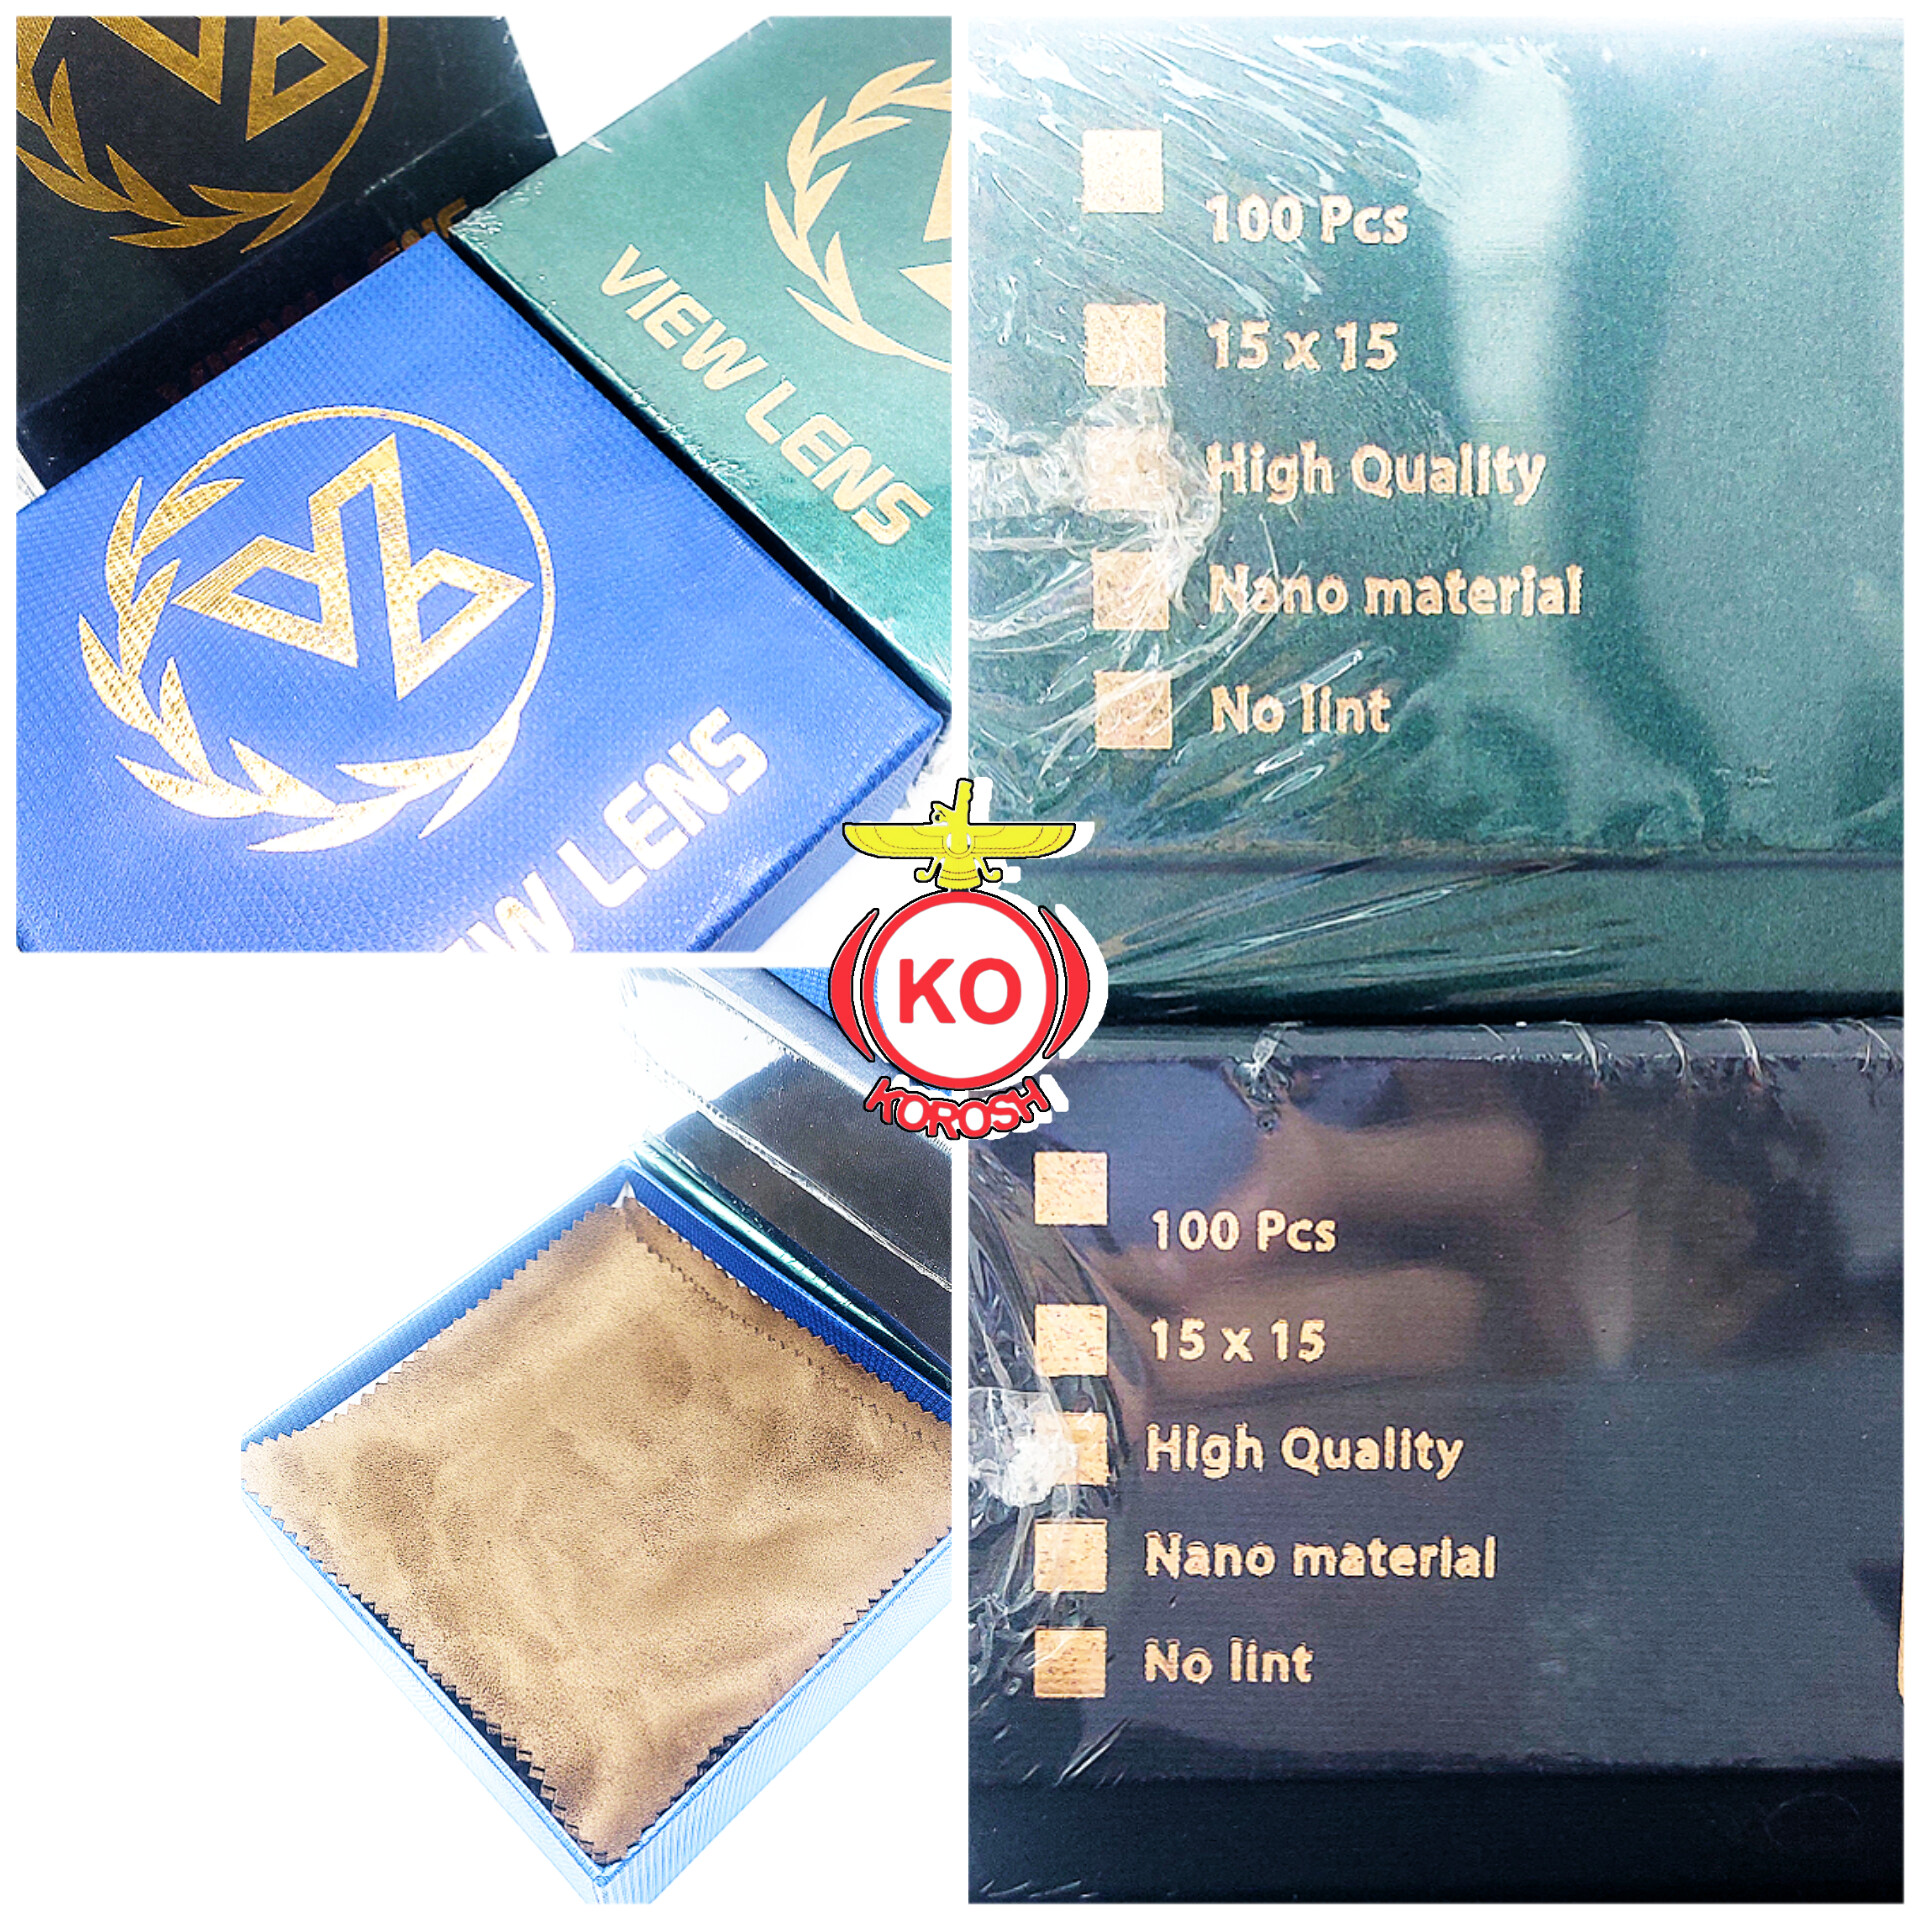 VIEW LENS
VIEW LENS
100 Pcs
15 x 15
High Quality
Nano material
No lint
KO
KOROSH
100 Pcs
15 x 15
High Quality
Nano material
No lint